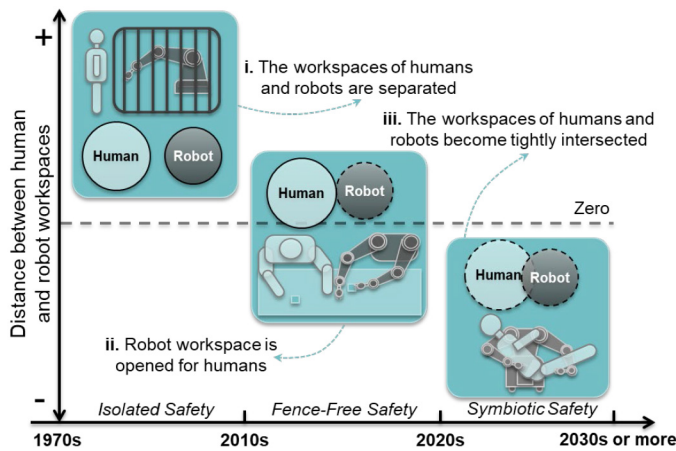 +
Distance between human
and robot workspaces
-
Human
Robot
i. The workspaces of humans
and robots are separated
iii. The workspaces of humans and
robots become tightly intersected
Human
Robot
Zero
Human
Robot
ii. Robot workspace is
opened for humans
Isolated Safety
Fence-Free Safety
Symbiotic Safety
1970s
2010s
2020s
2030s or more